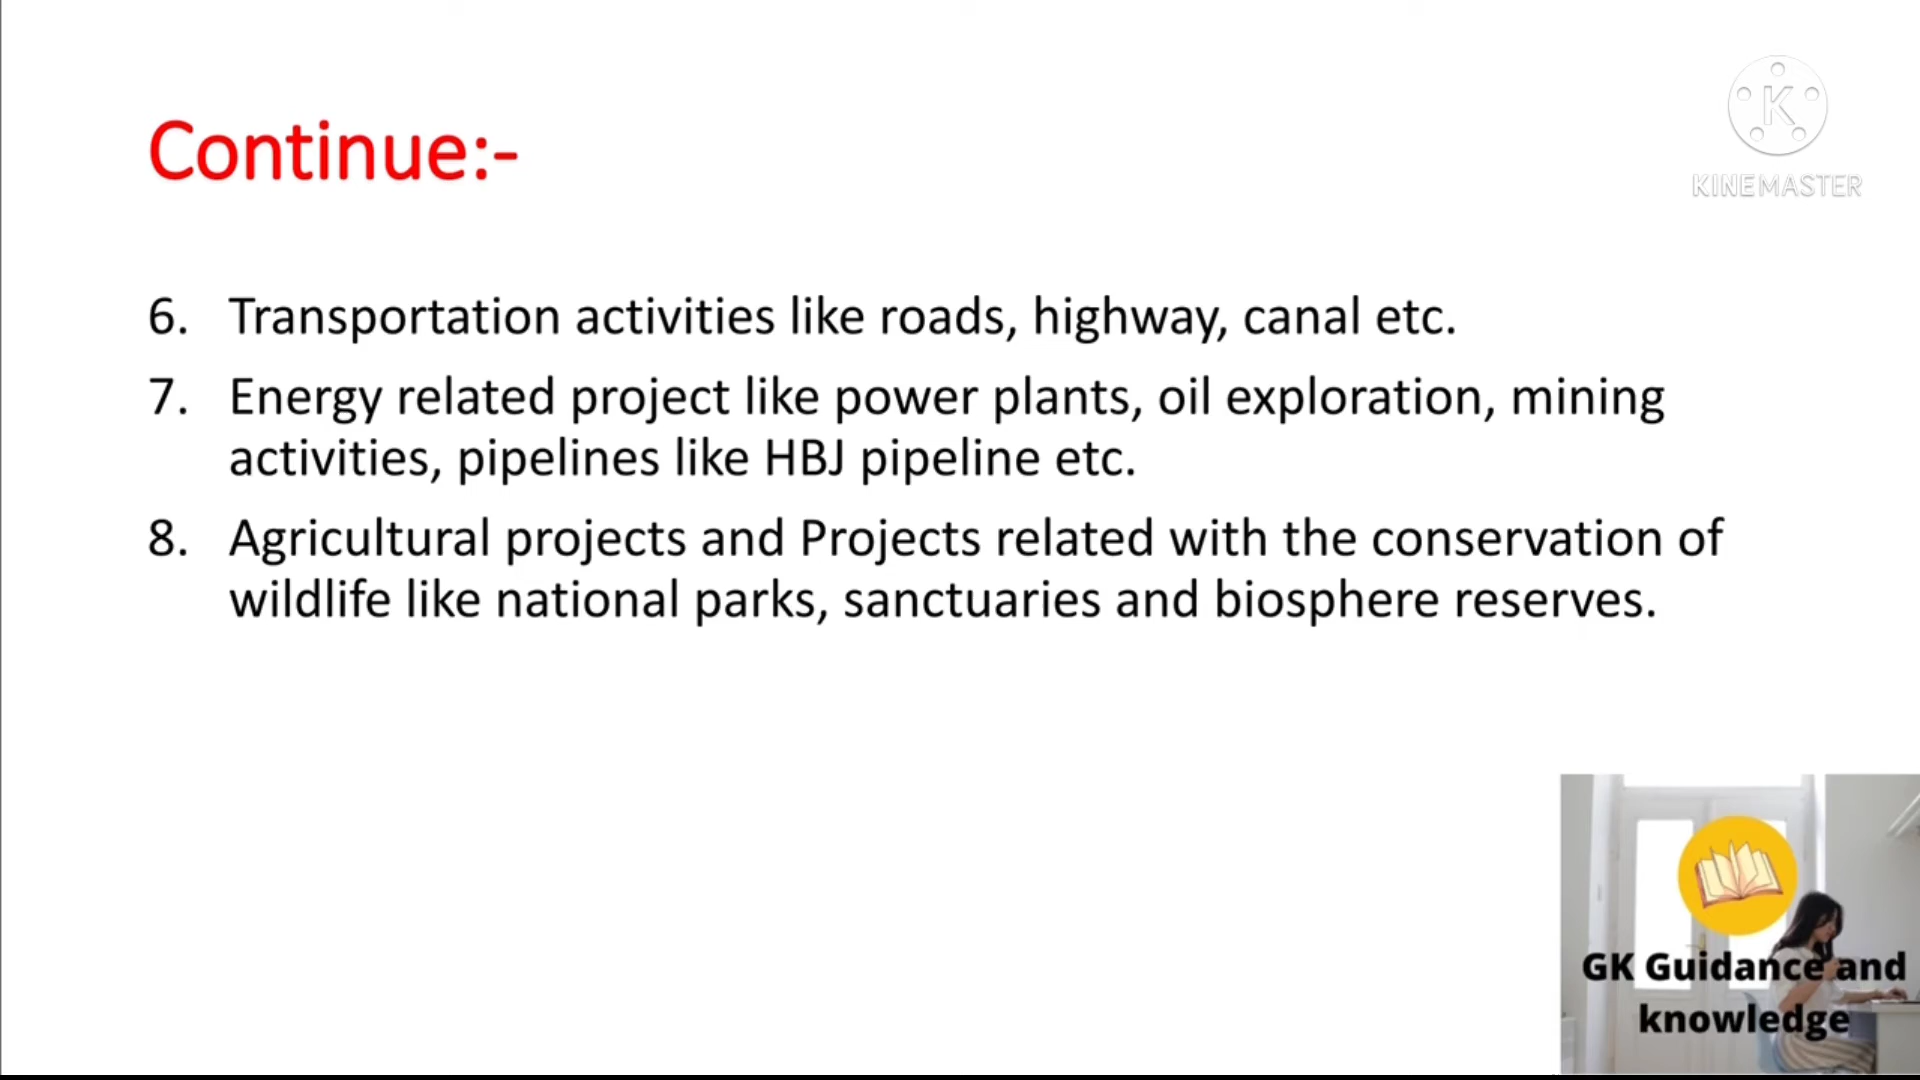 Continue:-
K
KINEMASTER
6. Transportation activities like roads, highway, canal etc.
7. Energy related project like power plants, oil exploration, mining
activities, pipelines like HBJ pipeline etc.
8. Agricultural projects and Projects related with the conservation of
wildlife like national parks, sanctuaries and biosphere reserves.
GK Guidance and
knowledge